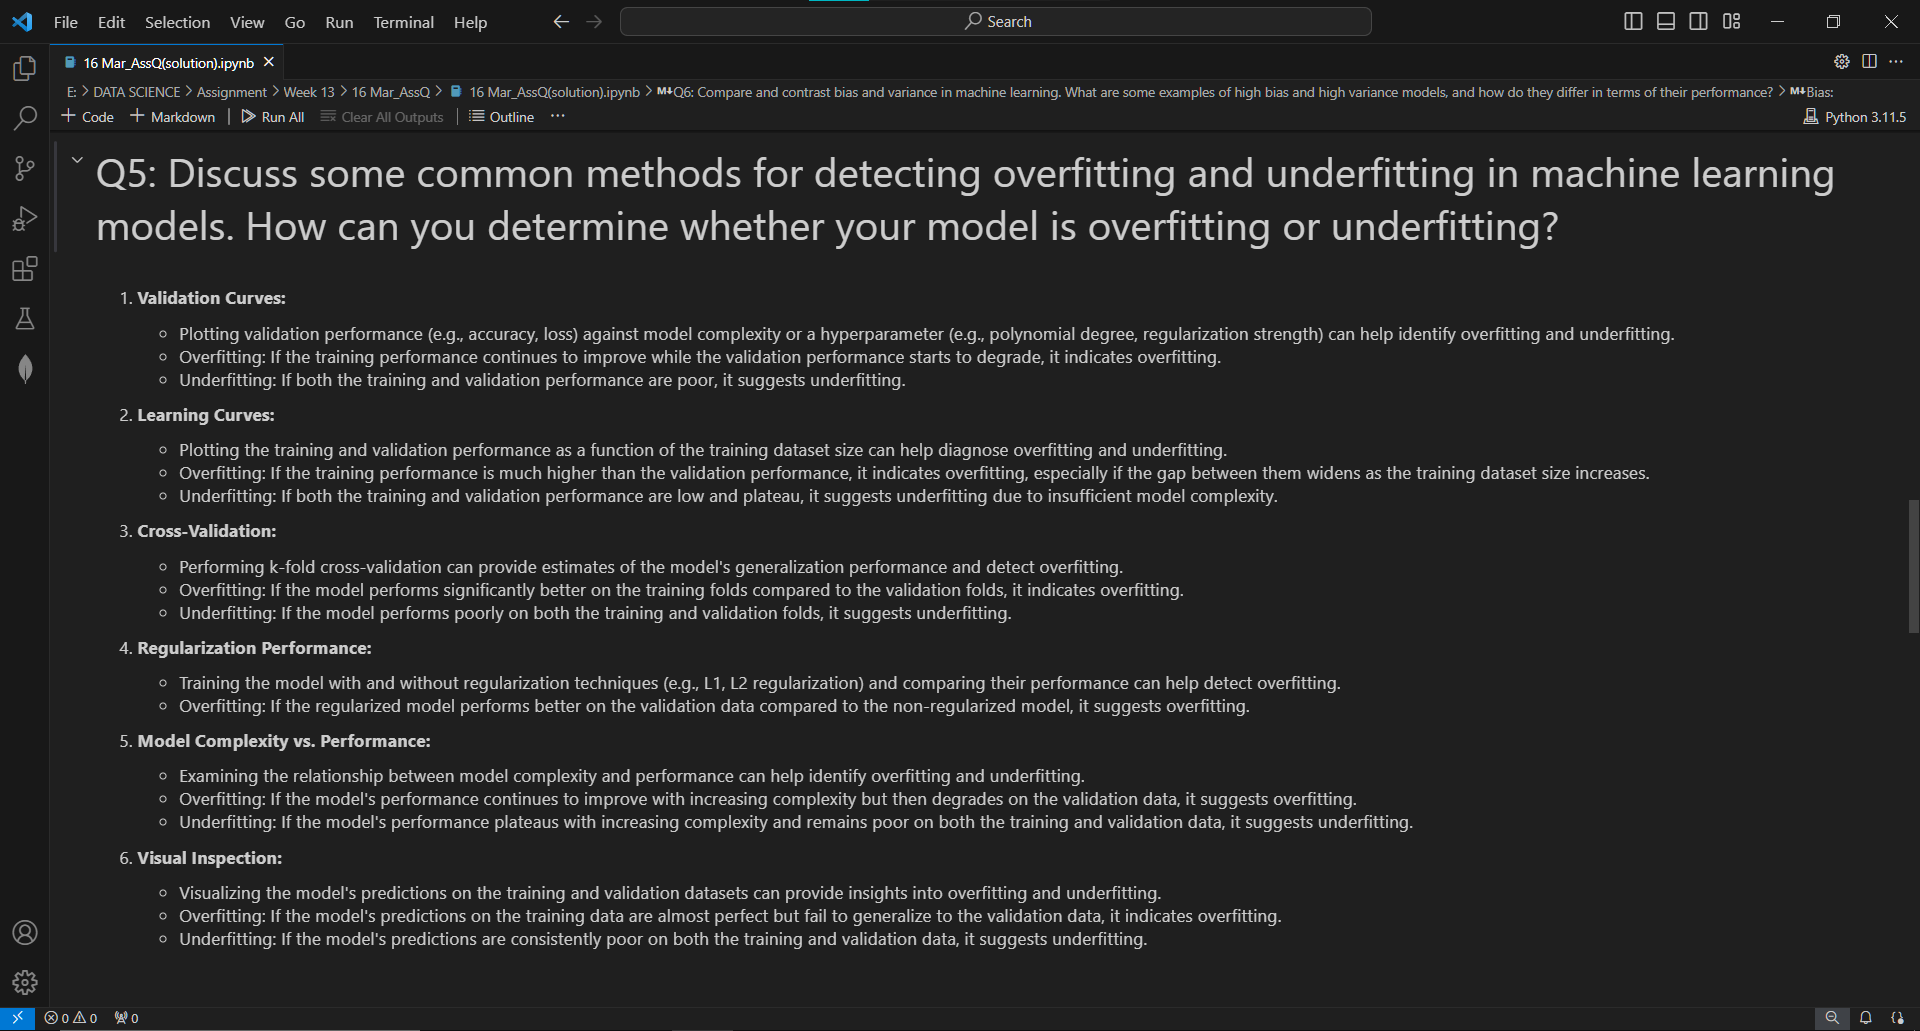 File Edit Selection View Go Run Terminal Help
Search
16 Mar_AssQ(solution).ipynb
E: > DATA SCIENCE > Assignment > Week 13 > 16 Mar_AssQ > 16 Mar_AssQ(solution).ipynb > M↓Q6: Compare and contrast bias and variance in machine learning. What are some examples of high bias and high variance models, and how do they differ in terms of their performance? > M↓Bias:
+ Code + Markdown | Run All Clear All Outputs | Outline ... Python 3.11.5
Q5: Discuss some common methods for detecting overfitting and underfitting in machine learning
models. How can you determine whether your model is overfitting or underfitting?
1. Validation Curves:
Plotting validation performance (e.g., accuracy, loss) against model complexity or a hyperparameter (e.g., polynomial degree, regularization strength) can help identify overfitting and underfitting.
Overfitting: If the training performance continues to improve while the validation performance starts to degrade, it indicates overfitting.
Underfitting: If both the training and validation performance are poor, it suggests underfitting.
2. Learning Curves:
Plotting the training and validation performance as a function of the training dataset size can help diagnose overfitting and underfitting.
Overfitting: If the training performance is much higher than the validation performance, it indicates overfitting, especially if the gap between them widens as the training dataset size increases.
Underfitting: If both the training and validation performance are low and plateau, it suggests underfitting due to insufficient model complexity.
3. Cross-Validation:
Performing k-fold cross-validation can provide estimates of the model's generalization performance and detect overfitting.
Overfitting: If the model performs significantly better on the training folds compared to the validation folds, it indicates overfitting.
Underfitting: If the model performs poorly on both the training and validation folds, it suggests underfitting.
4. Regularization Performance:
Training the model with and without regularization techniques (e.g., L1, L2 regularization) and comparing their performance can help detect overfitting.
Overfitting: If the regularized model performs better on the validation data compared to the non-regularized model, it suggests overfitting.
5. Model Complexity vs. Performance:
Examining the relationship between model complexity and performance can help identify overfitting and underfitting.
Overfitting: If the model's performance continues to improve with increasing complexity but then degrades on the validation data, it suggests overfitting.
Underfitting: If the model's performance plateaus with increasing complexity and remains poor on both the training and validation data, it suggests underfitting.
6. Visual Inspection:
Visualizing the model's predictions on the training and validation datasets can provide insights into overfitting and underfitting.
Overfitting: If the model's predictions on the training data are almost perfect but fail to generalize to the validation data, it indicates overfitting.
Underfitting: If the model's predictions are consistently poor on both the training and validation data, it suggests underfitting.
0 0 0